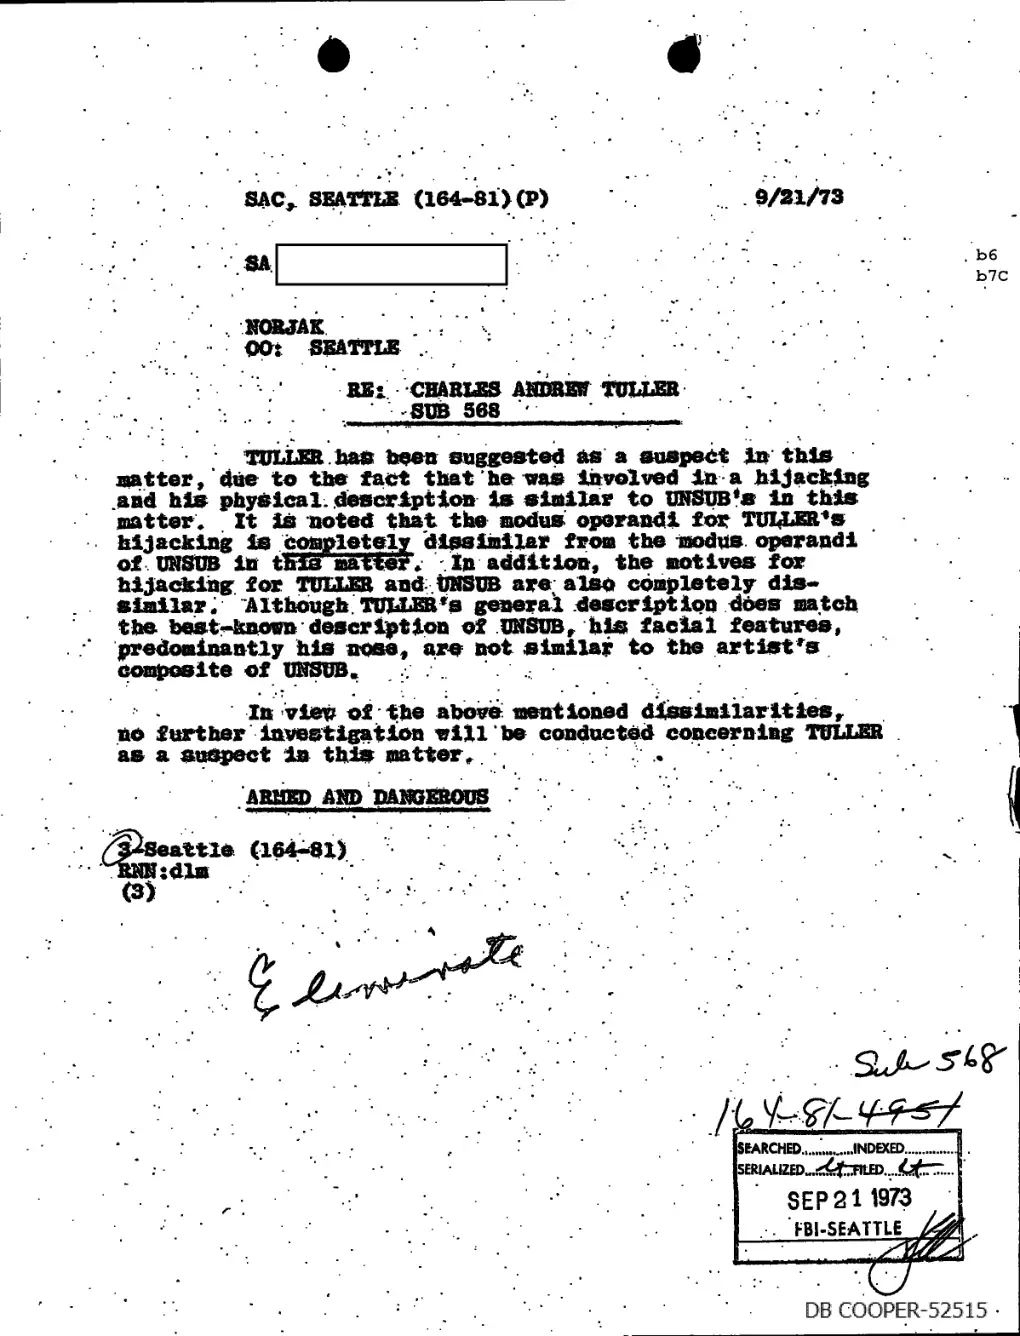 SAC, SEATTLE (164-81)(P) 9/21/73
SA
b6
b7C
NORJAK
OO: SEATTLE
RE: CHARLES ANDREW TULLER
SUB 568
TULLER has been suggested as a suspect in this
matter, due to the fact that he was involved in a hijacking
and his physical description is similar to UNSUB's in this
matter. It is noted that the modus operandi for TULLER's
hijacking is completely dissimilar from the modus operandi
of UNSUB in this matter. In addition, the motives for
hijacking for TULLER and UNSUB are also completely dis-
similar. Although TULLER's general description does match
the best-known description of UNSUB, his facial features,
predominantly his nose, are not similar to the artist's
composite of UNSUB.
In view of the above mentioned dissimilarities,
no further investigation will be conducted concerning TULLER
as a suspect in this matter.
ARMED AND DANGEROUS
3-Seattle (164-81)
RNN:dlm
(3)
Eliminate
Sub 568
164-81-4951
SEARCHED..........INDEXED..........
SERIALIZED.......FILED..........
SEP 21 1973
FBI-SEATTLE
DB COOPER-52515